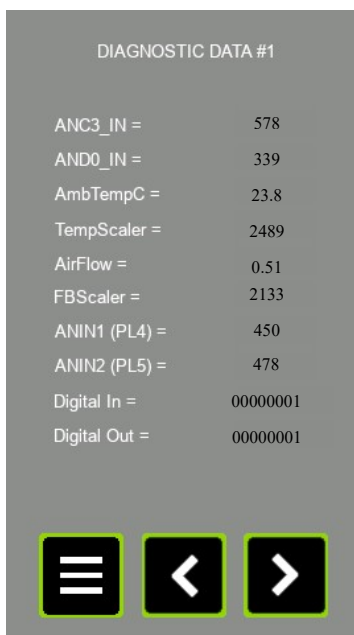 DIAGNOSTIC DATA #1
ANC3_IN = 578
AND0_IN = 339
AmbTempC = 23.8
TempScaler = 2489
AirFlow = 0.51
FBScaler = 2133
ANIN1 (PL4) = 450
ANIN2 (PL5) = 478
Digital In = 00000001
Digital Out = 00000001